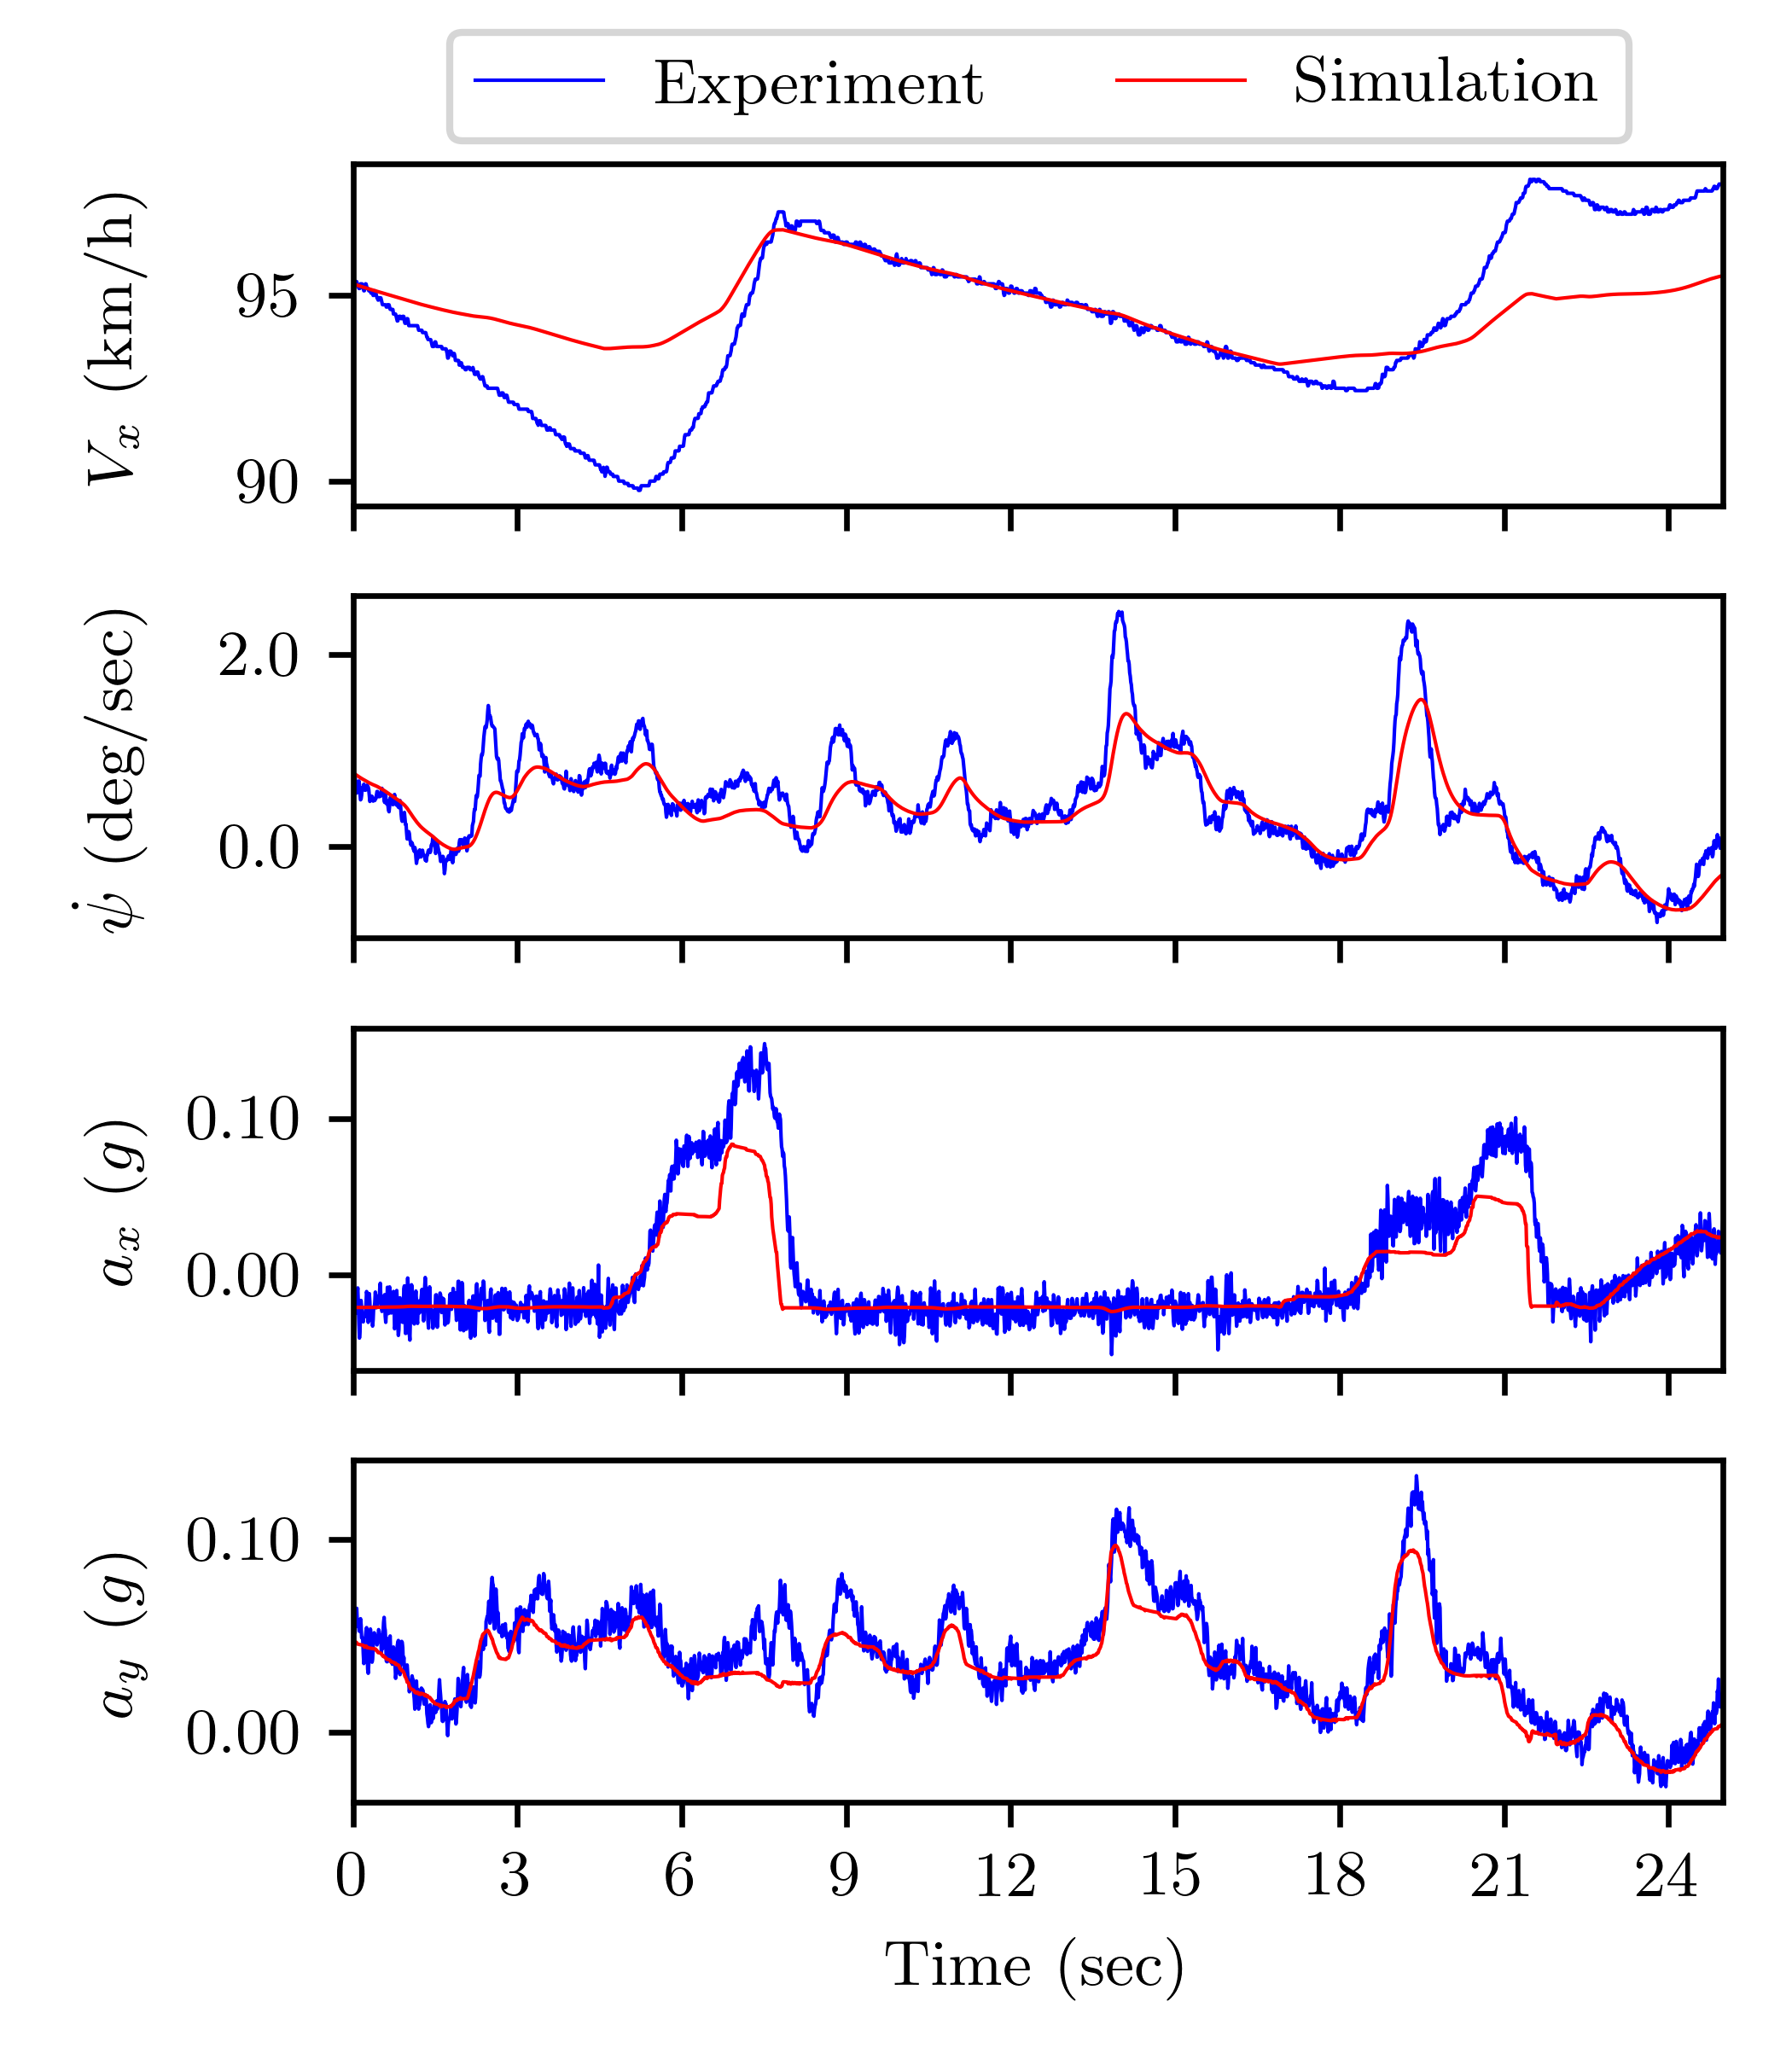 Experiment Simulation
V_x (km/h)
95
90
ψ̇ (deg/sec)
2.0
0.0
a_x (g)
0.10
0.00
a_y (g)
0.10
0.00
0 3 6 9 12 15 18 21 24
Time (sec)